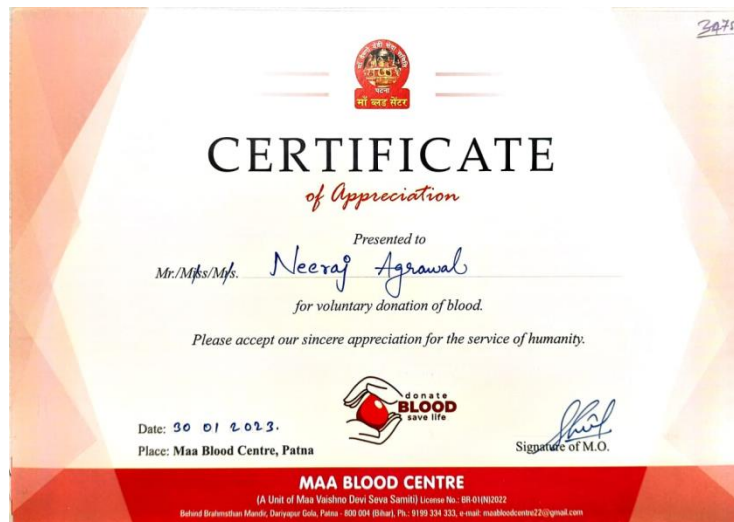 3475
माँ वैष्णो देवी सेवा समिति
पटना
माँ ब्लड सेंटर
CERTIFICATE
of Appreciation
Presented to
Mr./Miss/Mrs. Neeraj Agrawal
for voluntary donation of blood.
Please accept our sincere appreciation for the service of humanity.
donate
BLOOD
save life
Date: 30 01 2023.
Place: Maa Blood Centre, Patna
Signature of M.O.
MAA BLOOD CENTRE
(A Unit of Maa Vaishno Devi Seva Samiti) License No.: BR-01(N)2022
Behind Brahmsthan Mandir, Dariyapur Gola, Patna - 800 004 (Bihar), Ph.: 9199 334 333, e-mail: maabloodcentre22@gmail.com